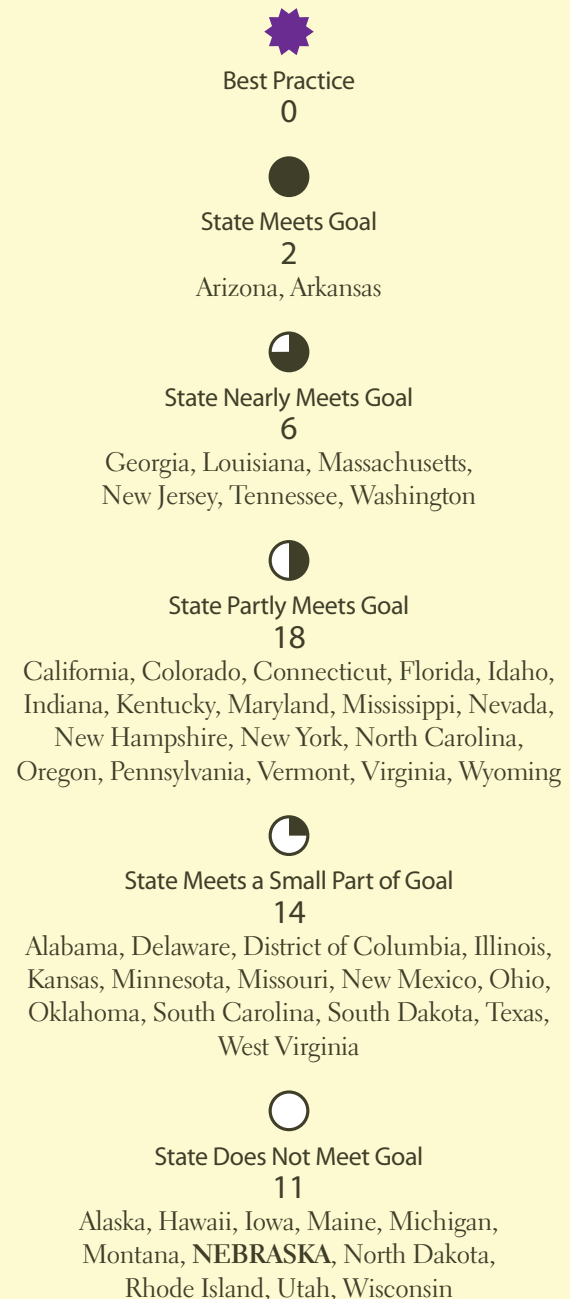 Best Practice
0
State Meets Goal
2
Arizona, Arkansas
State Nearly Meets Goal
6
Georgia, Louisiana, Massachusetts,
New Jersey, Tennessee, Washington
State Partly Meets Goal
18
California, Colorado, Connecticut, Florida, Idaho,
Indiana, Kentucky, Maryland, Mississippi, Nevada,
New Hampshire, New York, North Carolina,
Oregon, Pennsylvania, Vermont, Virginia, Wyoming
State Meets a Small Part of Goal
14
Alabama, Delaware, District of Columbia, Illinois,
Kansas, Minnesota, Missouri, New Mexico, Ohio,
Oklahoma, South Carolina, South Dakota, Texas,
West Virginia
State Does Not Meet Goal
11
Alaska, Hawaii, Iowa, Maine, Michigan,
Montana, NEBRASKA, North Dakota,
Rhode Island, Utah, Wisconsin